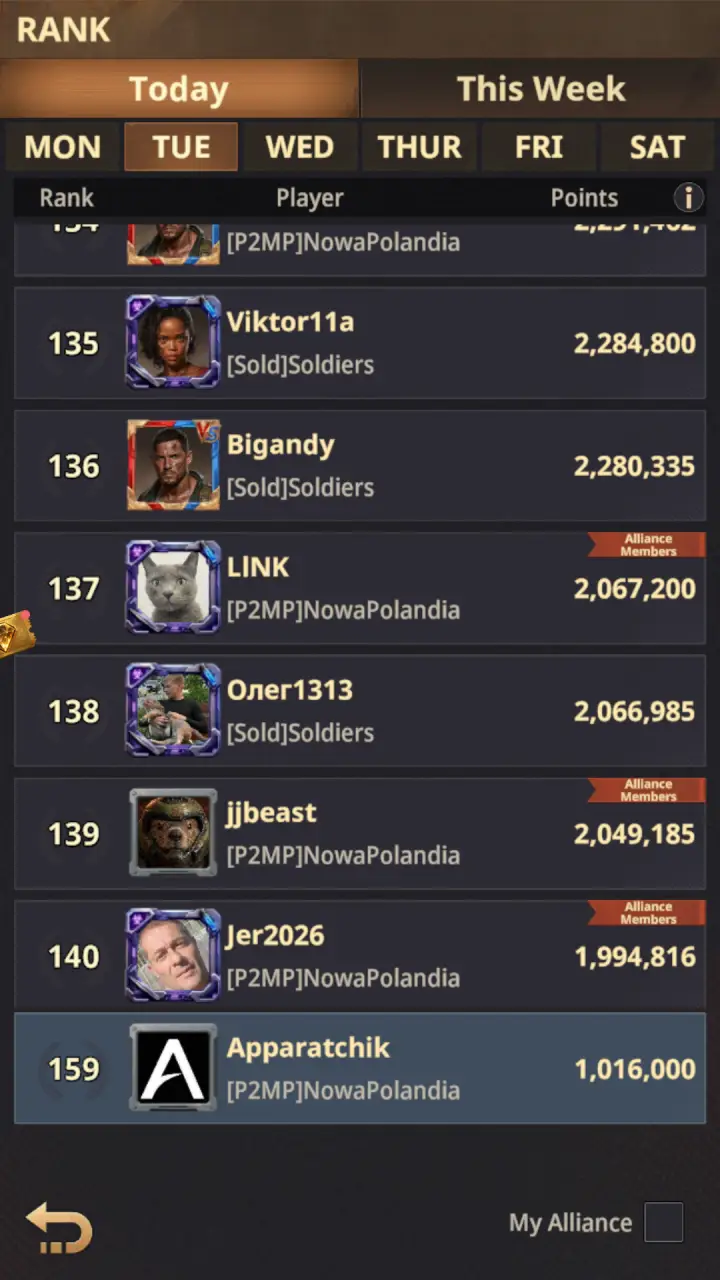 RANK
Today
This Week
MON
TUE
WED
THUR
FRI
SAT
Rank
Player
Points
[P2MP]NowaPolandia
135
Viktor11a
[Sold]Soldiers
2,284,800
136
Bigandy
[Sold]Soldiers
2,280,335
Alliance
Members
137
LINK
[P2MP]NowaPolandia
2,067,200
138
Олег1313
[Sold]Soldiers
2,066,985
Alliance
Members
139
jjbeast
[P2MP]NowaPolandia
2,049,185
Alliance
Members
140
Jer2026
[P2MP]NowaPolandia
1,994,816
159
Apparatchik
[P2MP]NowaPolandia
1,016,000
My Alliance